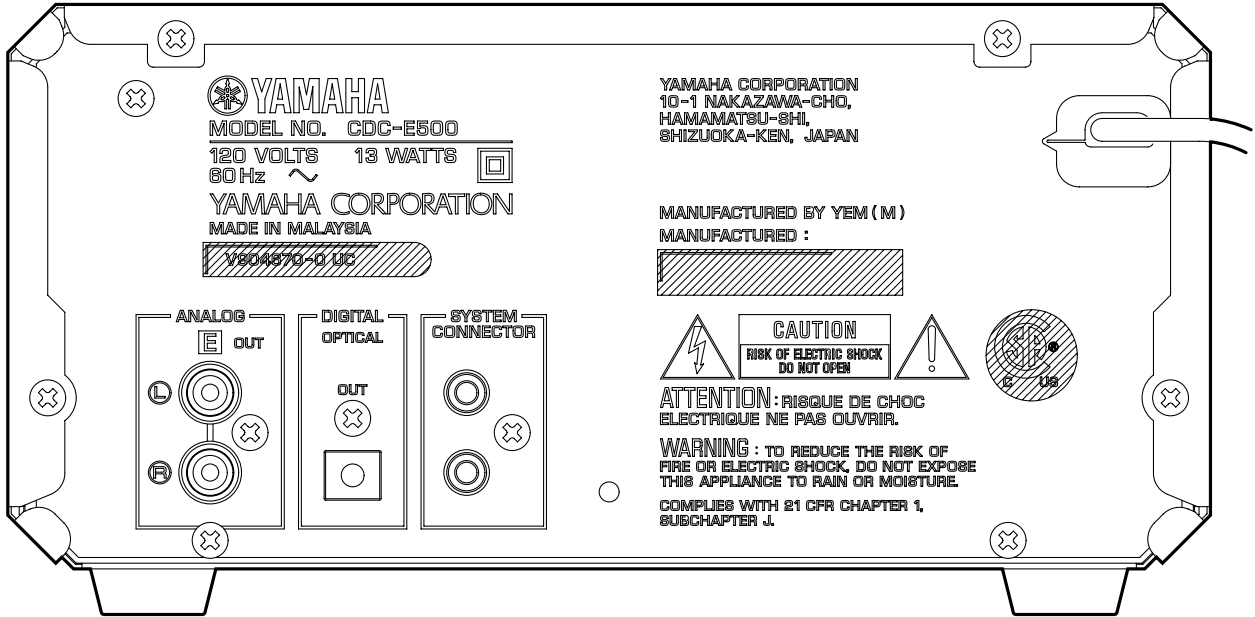 YAMAHA
MODEL NO. CDC-E500
120 VOLTS 13 WATTS
60Hz
YAMAHA CORPORATION
MADE IN MALAYSIA
V904870-0 UC
YAMAHA CORPORATION
10-1 NAKAZAWA-CHO,
HAMAMATSU-SHI,
SHIZUOKA-KEN, JAPAN
MANUFACTURED BY YEM (M)
MANUFACTURED :
ANALOG
E OUT
L
R
DIGITAL
OPTICAL
OUT
SYSTEM
CONNECTOR
CAUTION
RISK OF ELECTRIC SHOCK
DO NOT OPEN
C US
®
ATTENTION : RISQUE DE CHOC
ELECTRIQUE NE PAS OUVRIR.
WARNING : TO REDUCE THE RISK OF
FIRE OR ELECTRIC SHOCK, DO NOT EXPOSE
THIS APPLIANCE TO RAIN OR MOISTURE.
COMPLIES WITH 21 CFR CHAPTER 1,
SUBCHAPTER J.